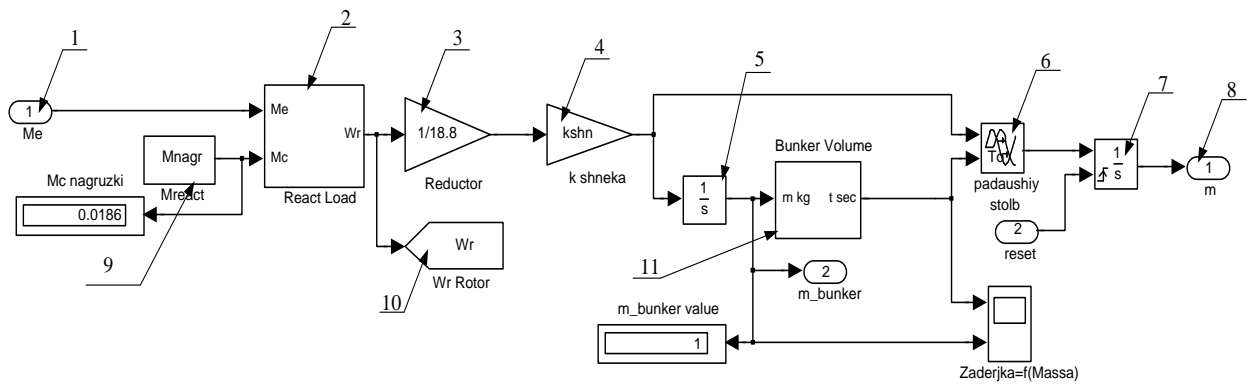 1
2
3
4
5
6
7
8
1
Me
Me
Mc
Wr
React Load
Mnagr
Mreact
Mc nagruzki
0.0186
9
1/18.8
Reductor
Wr
Wr Rotor
10
kshn
k shneka
1
s
Bunker Volume
m kg
t sec
11
2
m_bunker
m_bunker value
1
padaushiy
stolb
1
s
2
reset
1
m
Zaderjka=f(Massa)